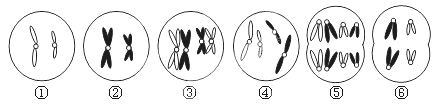 ① ② ③ ④ ⑤ ⑥